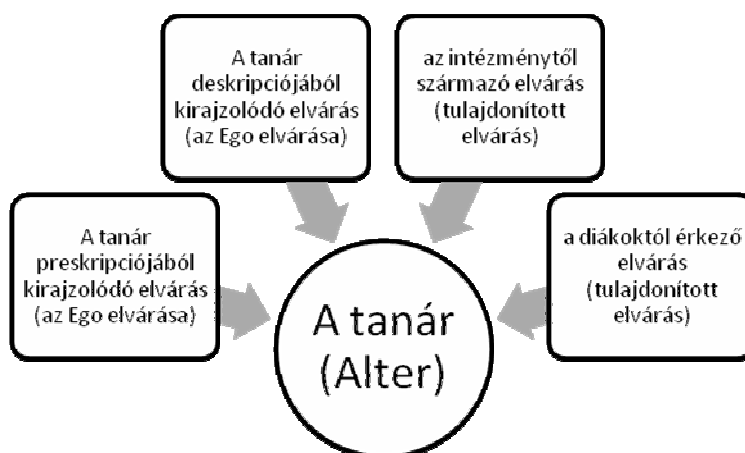 A tanár
deskripciójából
kirajzolódó elvárás
(az Ego elvárása)
az intézménytől
származó elvárás
(tulajdonított
elvárás)
A tanár
preskripciójából
kirajzolódó elvárás
(az Ego elvárása)
a diákoktól érkező
elvárás
(tulajdonított
elvárás)
A tanár
(Alter)